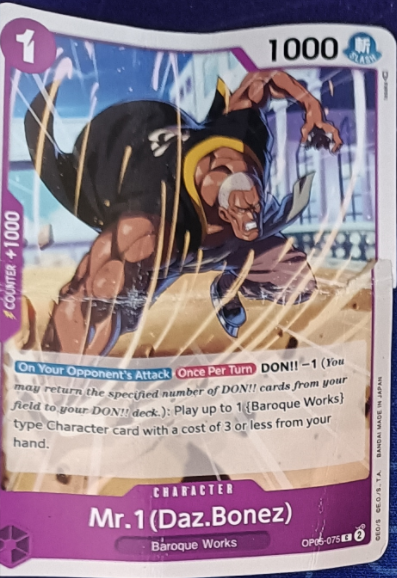 1
1000
斬
SLASH
COUNTER +1000
On Your Opponent's Attack Once Per Turn DON!! −1 (You
may return the specified number of DON!! cards from your
field to your DON!! deck.): Play up to 1 {Baroque Works}
type Character card with a cost of 3 or less from your
hand.
CHARACTER
Mr.1(Daz.Bonez)
Baroque Works
OP05-075 C 2
©E.O./S., T.A. BANDAI MADE IN JAPAN